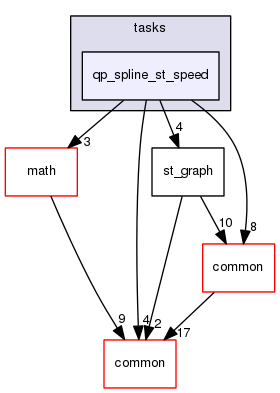 tasks
qp_spline_st_speed
3
4
math
st_graph
10
8
common
9
4
2
17
common